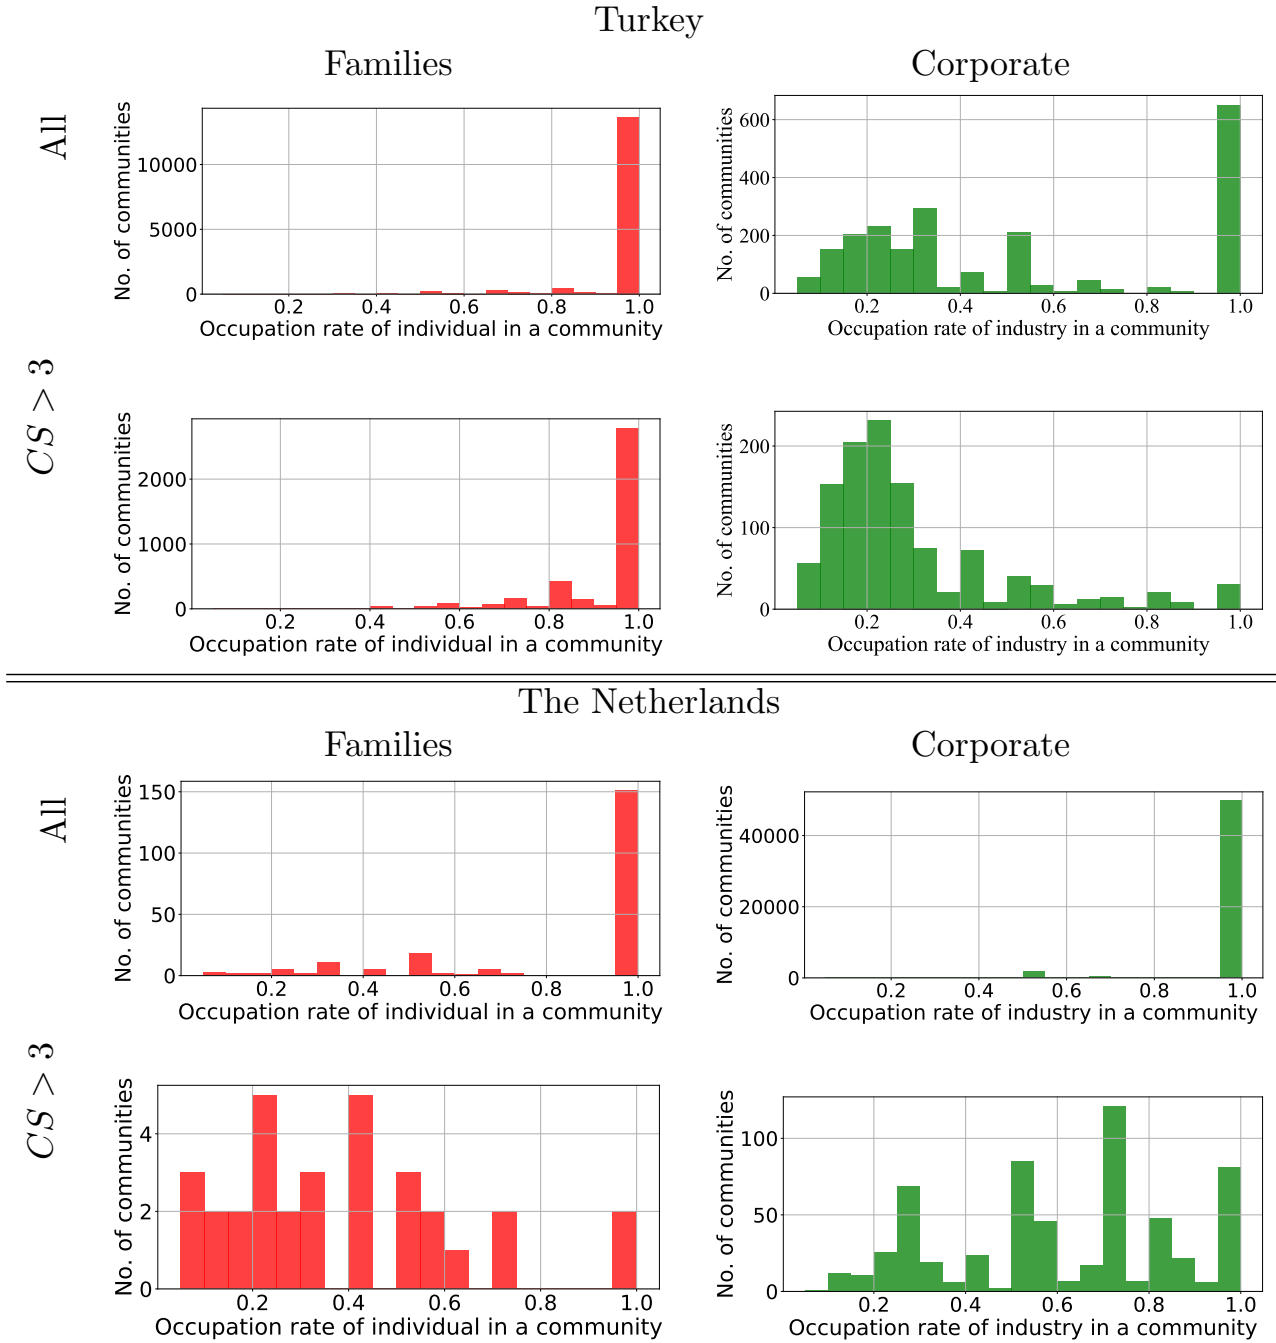 Turkey
Families
Corporate
All
No. of communities
10000
5000
0
0.2 0.4 0.6 0.8 1.0
Occupation rate of individual in a community
No. of communities
600
400
200
0
0.2 0.4 0.6 0.8 1.0
Occupation rate of industry in a community
CS > 3
No. of communities
2000
1000
0
0.2 0.4 0.6 0.8 1.0
Occupation rate of individual in a community
No. of communities
200
100
0
0.2 0.4 0.6 0.8 1.0
Occupation rate of industry in a community
The Netherlands
Families
Corporate
All
No. of communities
150
100
50
0
0.2 0.4 0.6 0.8 1.0
Occupation rate of individual in a community
No. of communities
40000
20000
0
0.2 0.4 0.6 0.8 1.0
Occupation rate of industry in a community
CS > 3
No. of communities
4
2
0
0.2 0.4 0.6 0.8 1.0
Occupation rate of individual in a community
No. of communities
100
50
0
0.2 0.4 0.6 0.8 1.0
Occupation rate of industry in a community